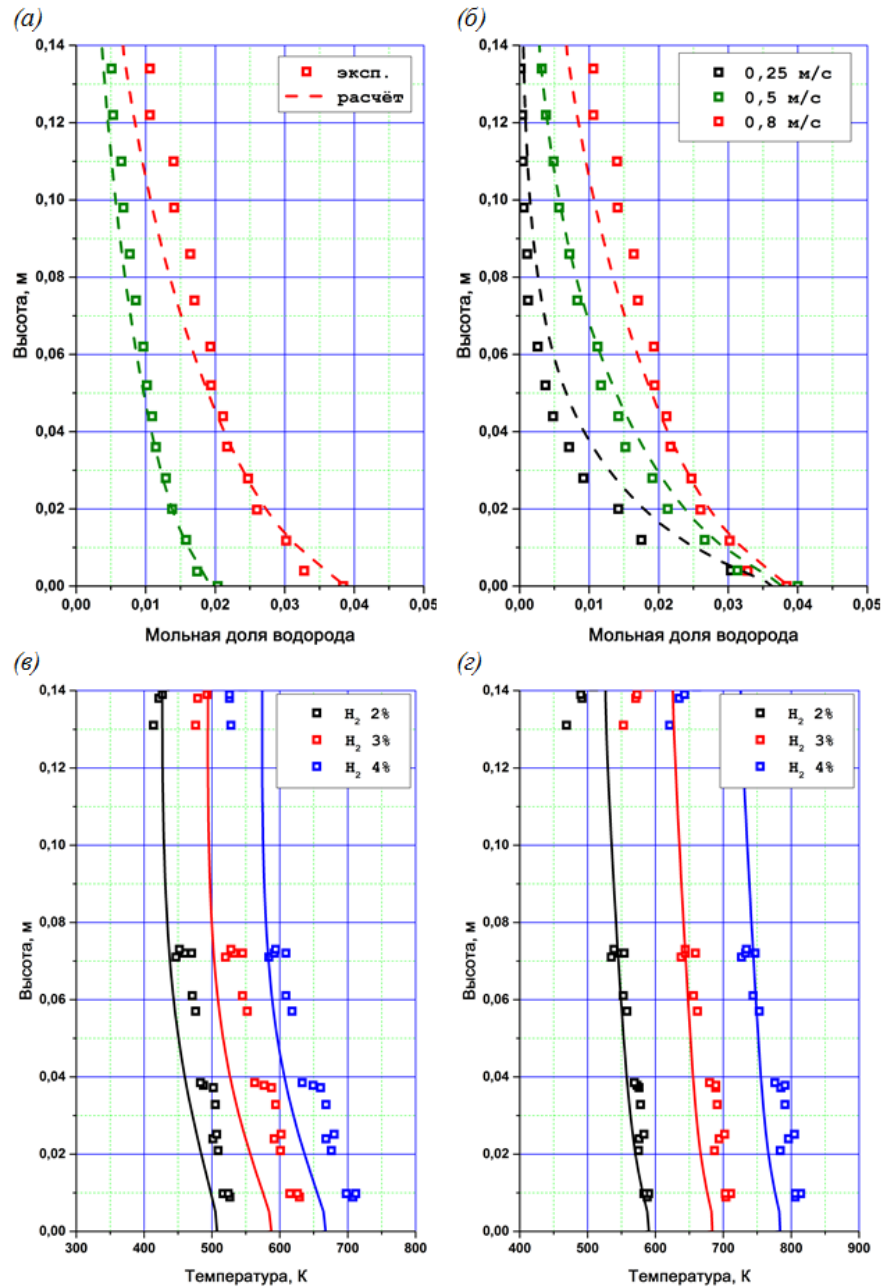 (а)
0,14
0,12
0,10
0,08
0,06
0,04
0,02
0,00
0,00 0,01 0,02 0,03 0,04 0,05
Высота, м
Мольная доля водорода
эксп.
расчёт
(б)
0,14
0,12
0,10
0,08
0,06
0,04
0,02
0,00
0,00 0,01 0,02 0,03 0,04 0,05
Высота, м
Мольная доля водорода
0,25 м/с
0,5 м/с
0,8 м/с
(в)
0,14
0,12
0,10
0,08
0,06
0,04
0,02
0,00
300 400 500 600 700 800
Высота, м
Температура, К
H₂ 2%
H₂ 3%
H₂ 4%
(г)
0,14
0,14
0,10
0,08
0,06
0,04
0,02
0,00
400 500 600 700 800 900
Высота, м
Температура, К
H₂ 2%
H₂ 3%
H₂ 4%